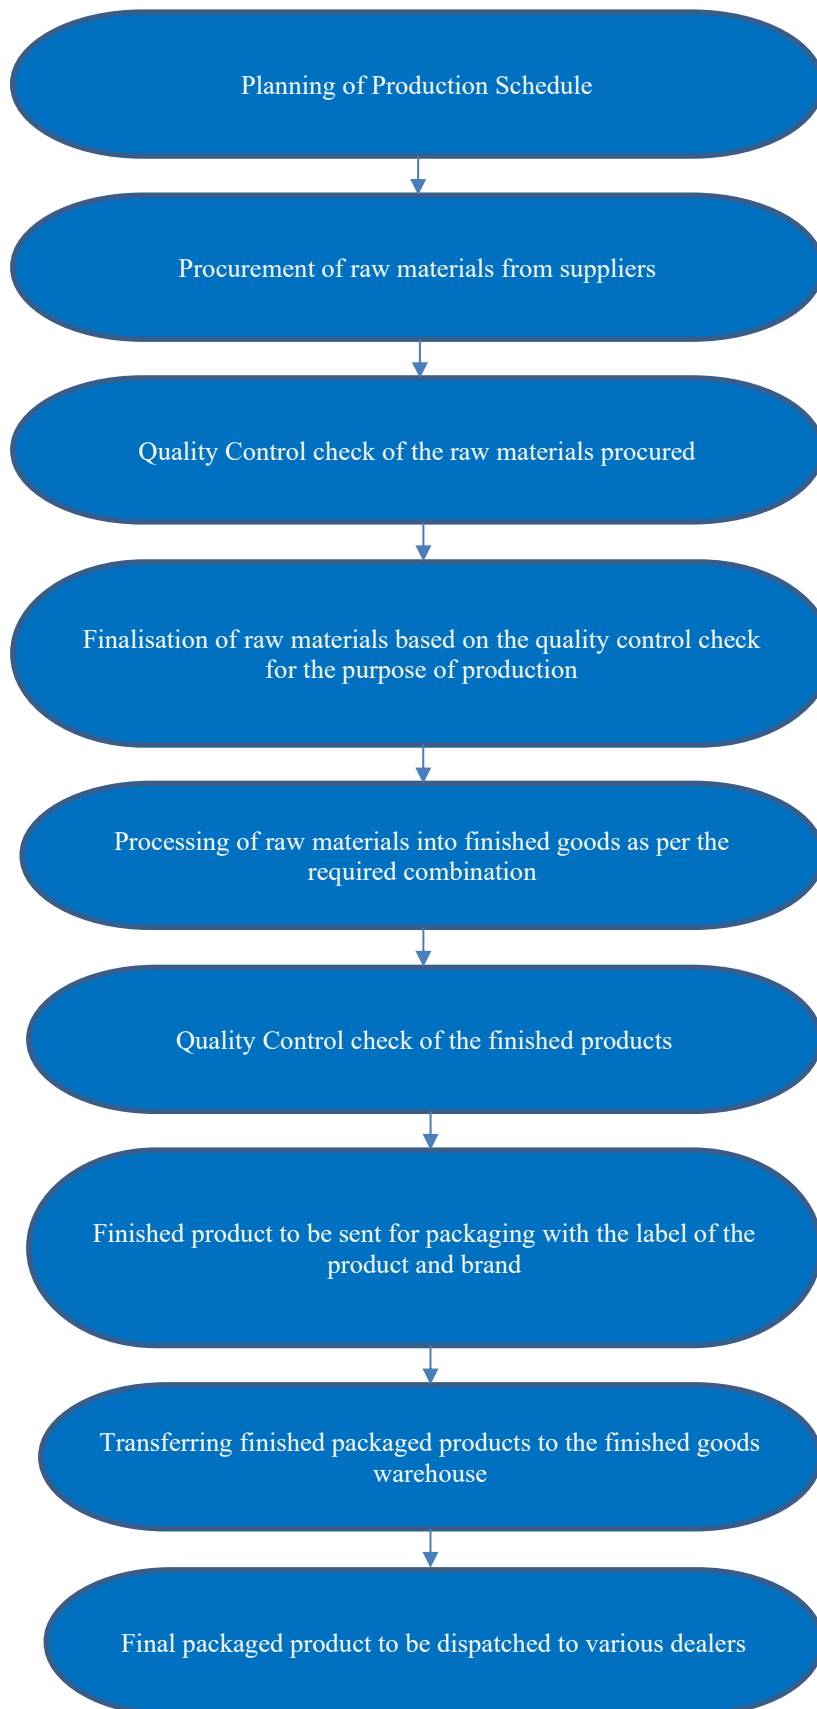 Planning of Production Schedule
Procurement of raw materials from suppliers
Quality Control check of the raw materials procured
Finalisation of raw materials based on the quality control check
for the purpose of production
Processing of raw materials into finished goods as per the
required combination
Quality Control check of the finished products
Finished product to be sent for packaging with the label of the
product and brand
Transferring finished packaged products to the finished goods
warehouse
Final packaged product to be dispatched to various dealers